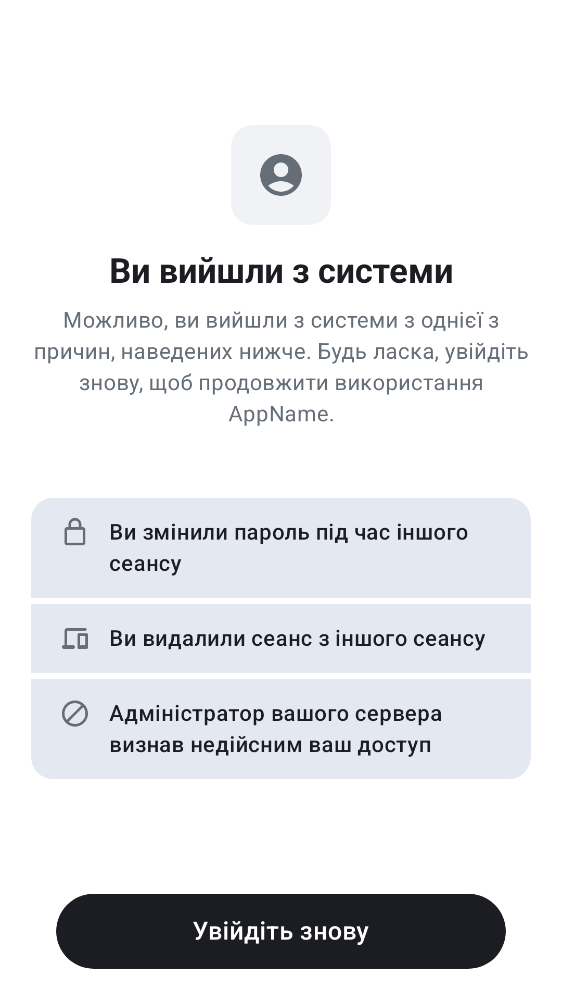 Ви вийшли з системи
Можливо, ви вийшли з системи з однієї з
причин, наведених нижче. Будь ласка, увійдіть
знову, щоб продовжити використання
AppName.
Ви змінили пароль під час іншого
сеансу
Ви видалили сеанс з іншого сеансу
Адміністратор вашого сервера
визнав недійсним ваш доступ
Увійдіть знову